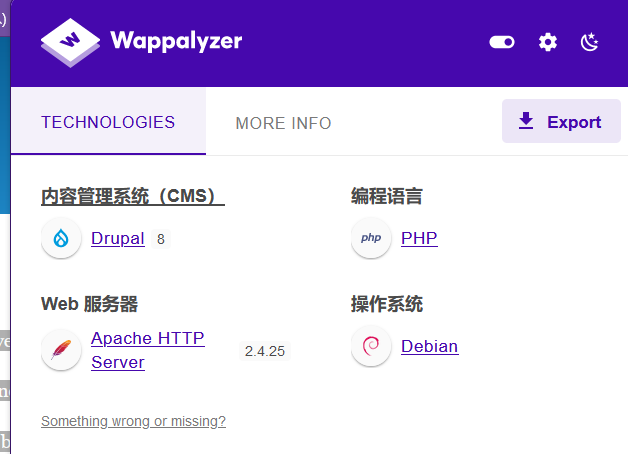 Wappalyzer
TECHNOLOGIES
MORE INFO
Export
内容管理系统（CMS）
Drupal 8
编程语言
php PHP
Web 服务器
Apache HTTP
Server
2.4.25
操作系统
Debian
Something wrong or missing?